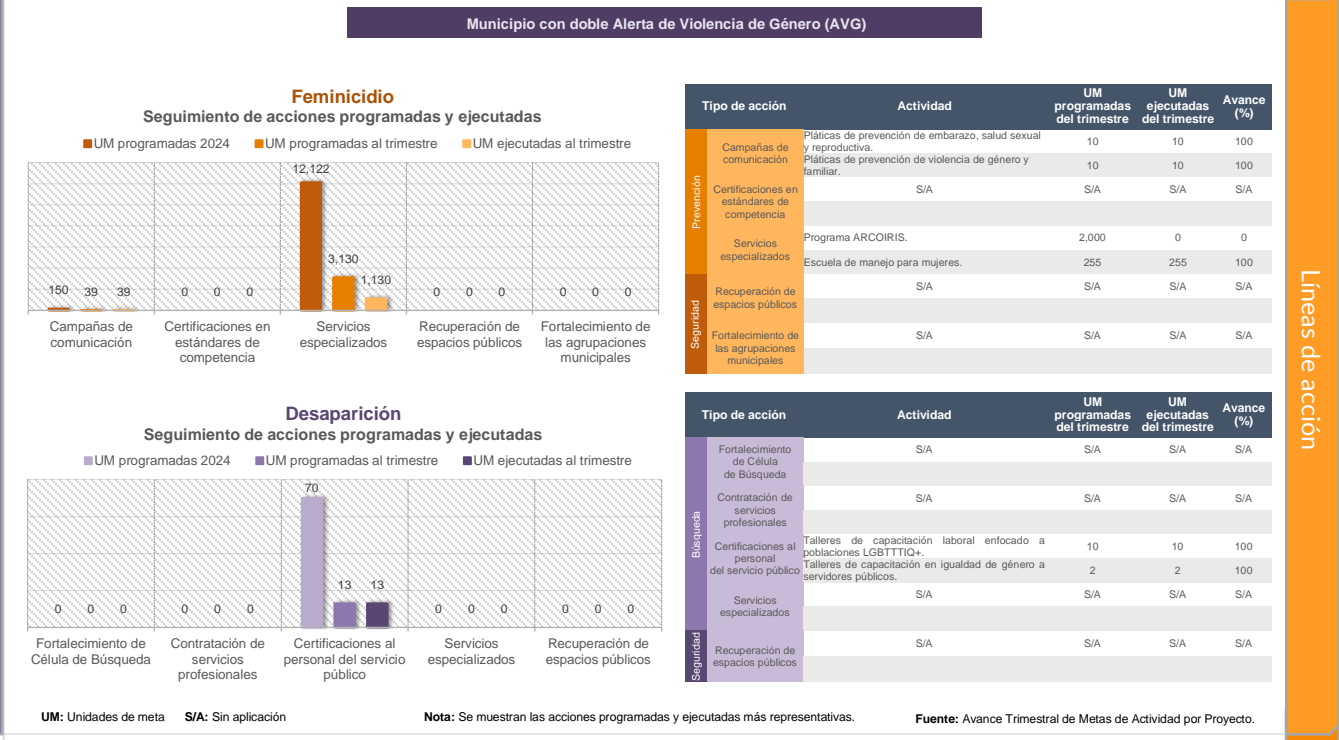 Municipio con doble Alerta de Violencia de Género (AVG)
Feminicidio
Seguimiento de acciones programadas y ejecutadas
UM programadas 2024 UM programadas al trimestre UM ejecutadas al trimestre
12,122
3,130
1,130
150 39 39 0 0 0 0 0 0 0 0 0
Campañas de comunicación
Certificaciones en estándares de competencia
Servicios especializados
Recuperación de espacios públicos
Fortalecimiento de las agrupaciones municipales
Tipo de acción Actividad UM programadas del trimestre UM ejecutadas del trimestre Avance (%)
Prevención
Campañas de comunicación
Pláticas de prevención de embarazo, salud sexual y reproductiva. 10 10 100
Pláticas de prevención de violencia de género y familiar. 10 10 100
Certificaciones en estándares de competencia
S/A S/A S/A S/A
Servicios especializados
Programa ARCOIRIS. 2,000 0 0
Escuela de manejo para mujeres. 255 255 100
Seguridad
Recuperación de espacios públicos
S/A S/A S/A S/A
Fortalecimiento de las agrupaciones municipales
S/A S/A S/A S/A
Desaparición
Seguimiento de acciones programadas y ejecutadas
UM programadas 2024 UM programadas al trimestre UM ejecutadas al trimestre
70
13 13
0 0 0 0 0 0 0 0 0 0 0 0
Fortalecimiento de Célula de Búsqueda
Contratación de servicios profesionales
Certificaciones al personal del servicio público
Servicios especializados
Recuperación de espacios públicos
Tipo de acción Actividad UM programadas del trimestre UM ejecutadas del trimestre Avance (%)
Búsqueda
Fortalecimiento de Célula de Búsqueda
S/A S/A S/A S/A
Contratación de servicios profesionales
S/A S/A S/A S/A
Certificaciones al personal del servicio público
Talleres de capacitación laboral enfocado a poblaciones LGBTTTIQ+. 10 10 100
Talleres de capacitación en igualdad de género a servidores públicos. 2 2 100
Servicios especializados
S/A S/A S/A S/A
Seguridad
Recuperación de espacios públicos
S/A S/A S/A S/A
Líneas de acción
UM: Unidades de meta S/A: Sin aplicación
Nota: Se muestran las acciones programadas y ejecutadas más representativas.
Fuente: Avance Trimestral de Metas de Actividad por Proyecto.